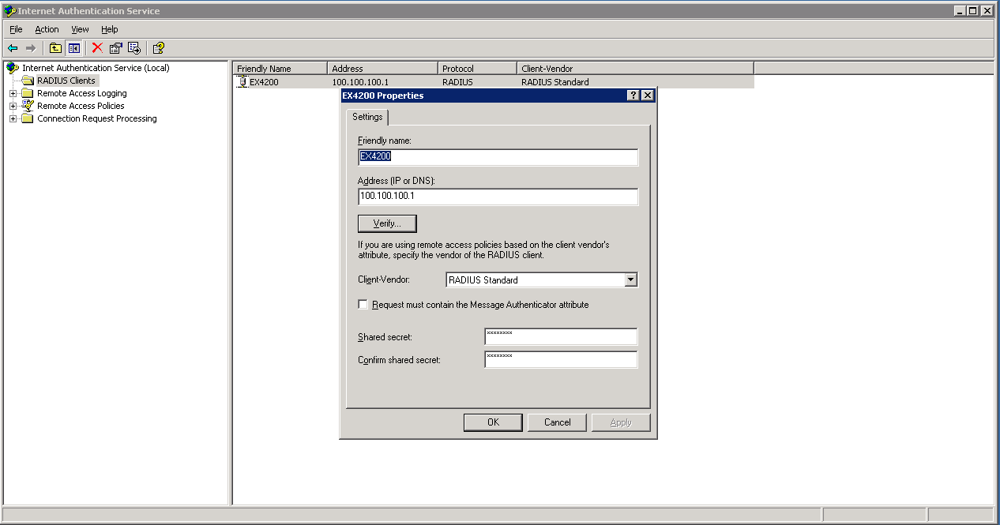 Internet Authentication Service
File Action View Help
Internet Authentication Service (Local)
RADIUS Clients
Remote Access Logging
Remote Access Policies
Connection Request Processing
Friendly Name Address Protocol Client-Vendor
EX4200 100.100.100.1 RADIUS RADIUS Standard
EX4200 Properties
Settings
Friendly name:
EX4200
Address (IP or DNS):
100.100.100.1
Verify...
If you are using remote access policies based on the client vendor's
attribute, specify the vendor of the RADIUS client.
Client-Vendor: RADIUS Standard
Request must contain the Message Authenticator attribute
Shared secret: ********
Confirm shared secret: ********
OK Cancel Apply